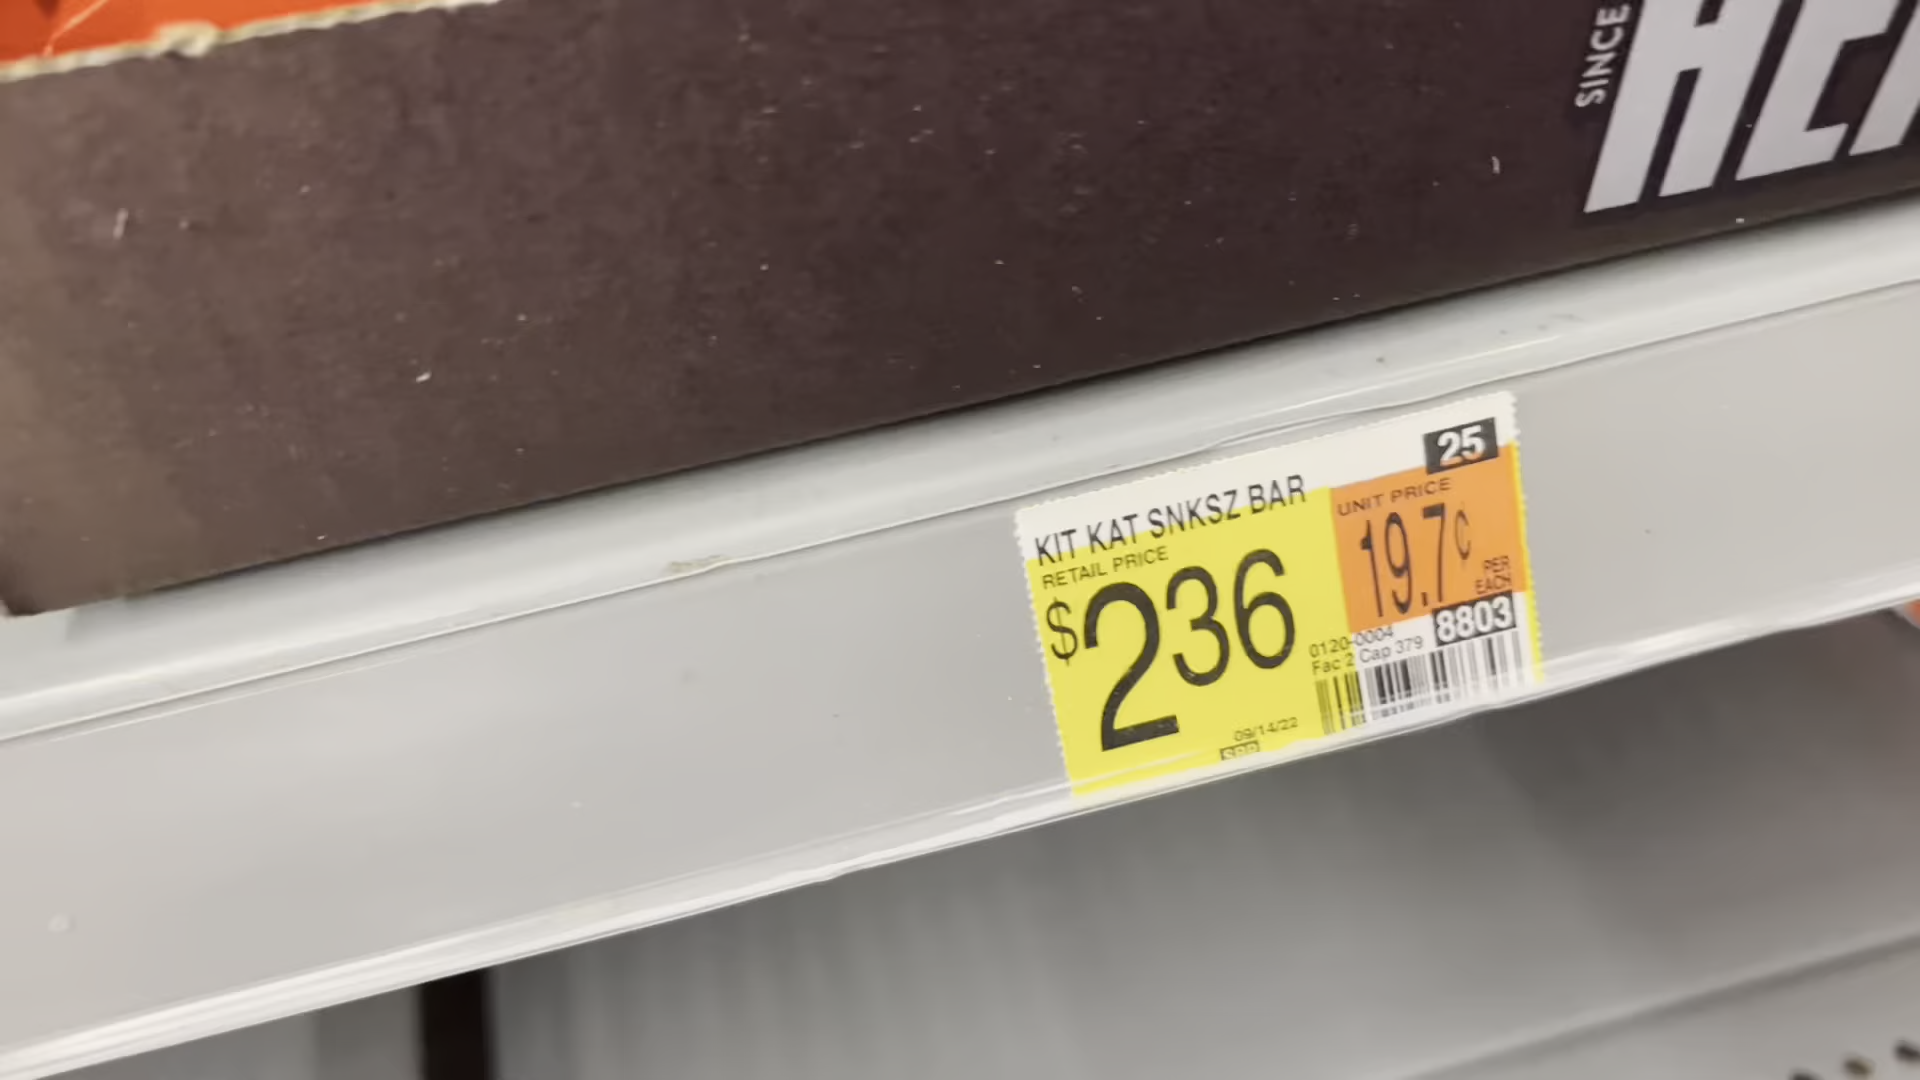 SINCE
HE
KIT KAT SNKSZ BAR
25
RETAIL PRICE
$236
UNIT PRICE
19.7¢
PER
EACH
8803
0120-0004
Fac 2 Cap 379
09/14/22